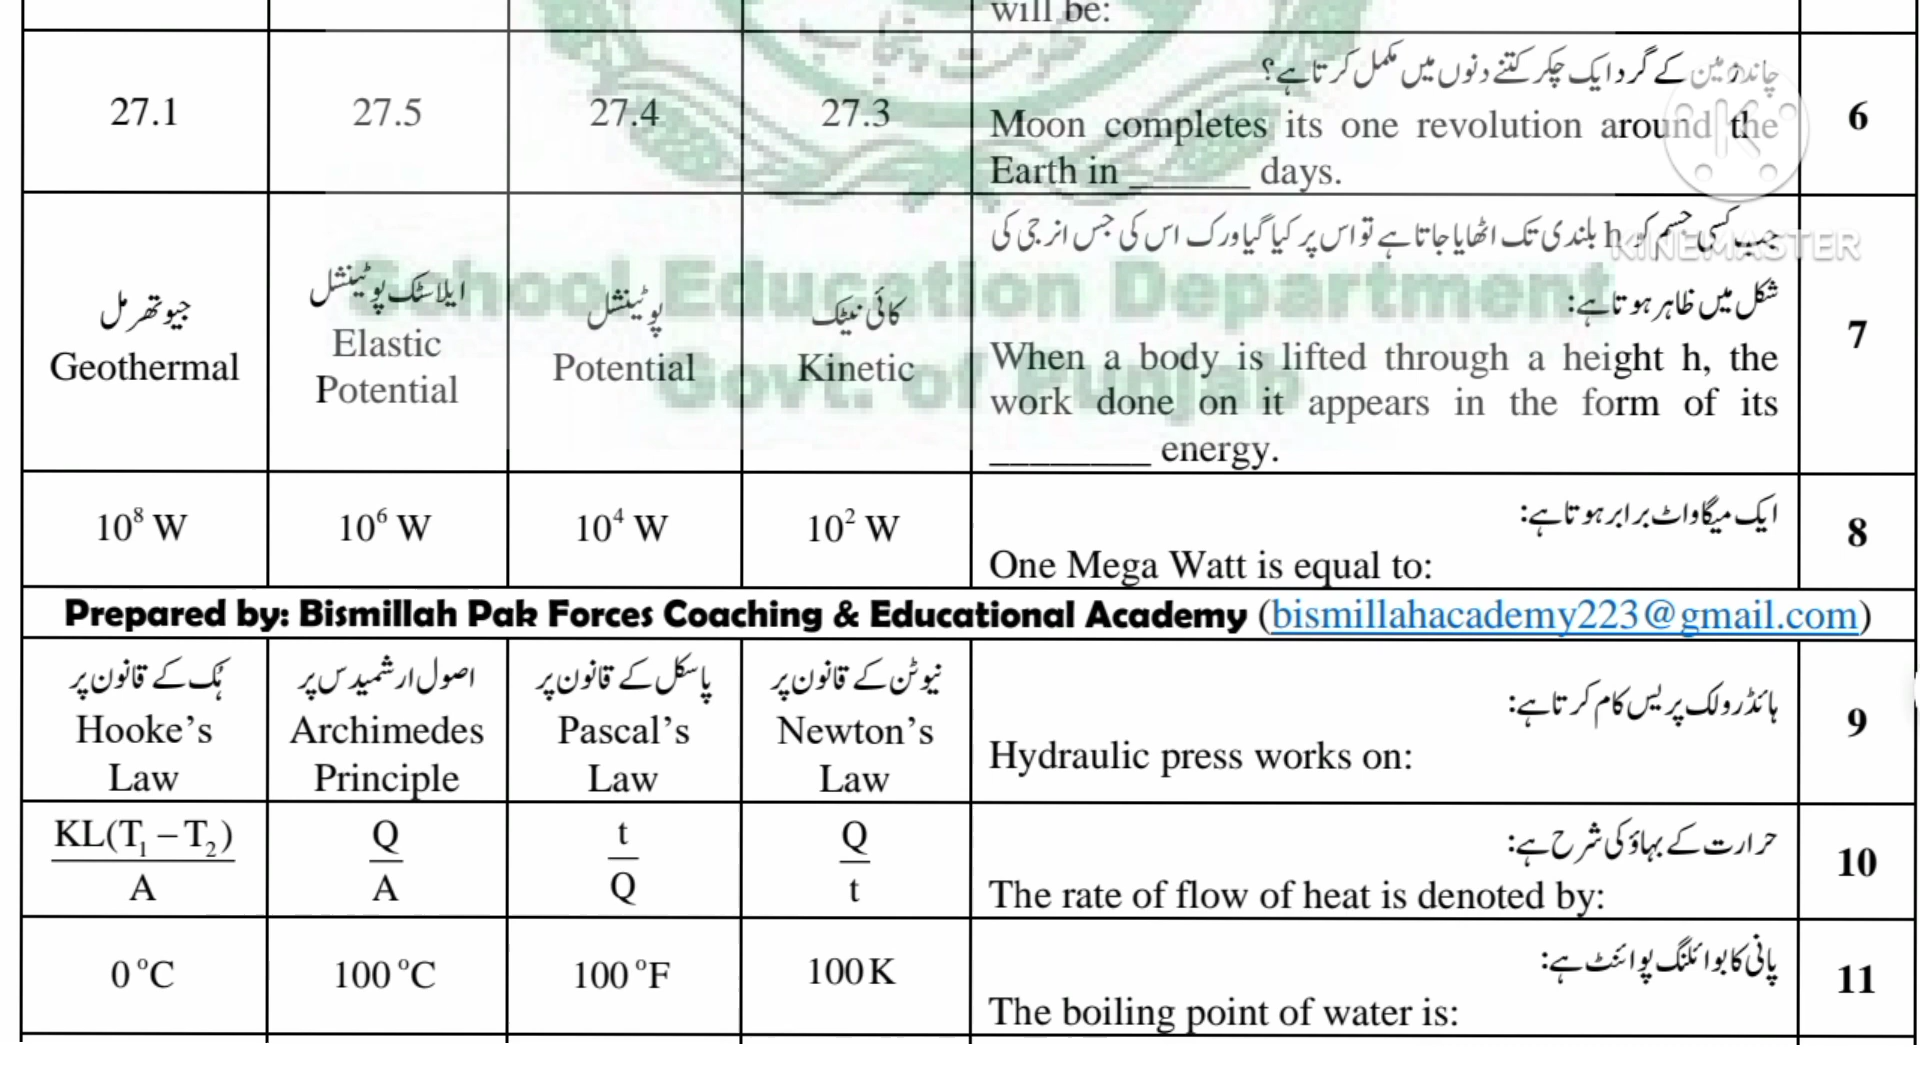 will be:
27.1
27.5
27.4
27.3
چاند زمین کے گرد ایک چکر کتنے دنوں میں مکمل کرتا ہے؟
Moon completes its one revolution around the
Earth in ______ days.
6
جیوتھرمل
Geothermal
ایلاسٹک پوٹینشل
Elastic
Potential
پوٹینشل
Potential
کائی نیٹک
Kinetic
جب کسی جسم کو h بلندی تک اٹھایا جاتا ہے تو اس پر کیا گیا ورک اس کی جس انرجی کی
شکل میں ظاہر ہوتا ہے:
When a body is lifted through a height h, the
work done on it appears in the form of its
________ energy.
7
KINEMASTER
School Education Department
Govt. of Punjab
حکومت پنجاب
10⁸ W
10⁶ W
10⁴ W
10² W
ایک میگا واٹ برابر ہوتا ہے:
One Mega Watt is equal to:
8
Prepared by: Bismillah Pak Forces Coaching & Educational Academy (bismillahacademy223@gmail.com)
ہُک کے قانون پر
Hooke’s
Law
اصول ارشمیدس پر
Archimedes
Principle
پاسکل کے قانون پر
Pascal’s
Law
نیوٹن کے قانون پر
Newton’s
Law
ہائڈرولک پریس کام کرتا ہے:
Hydraulic press works on:
9
KL(T₁ – T₂)
A
Q
A
t
Q
Q
t
حرارت کے بہاؤ کی شرح ہے:
The rate of flow of heat is denoted by:
10
0 °C
100 °C
100 °F
100 K
پانی کا بوائلنگ پوائنٹ ہے:
The boiling point of water is:
11